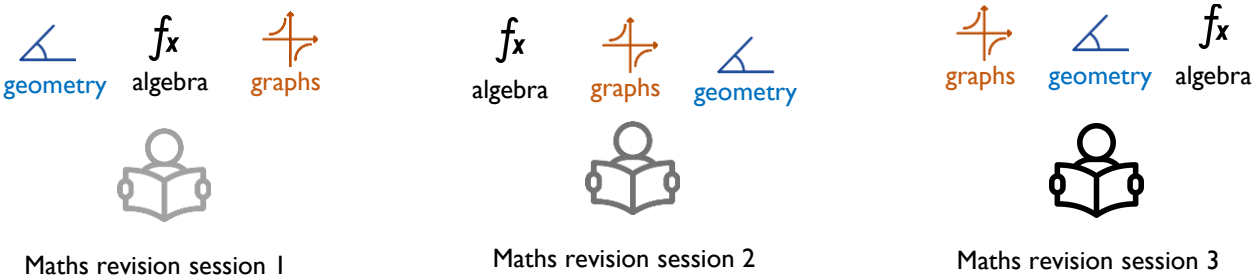 fx
geometry algebra graphs
Maths revision session 1
fx
algebra graphs geometry
Maths revision session 2
fx
graphs geometry algebra
Maths revision session 3